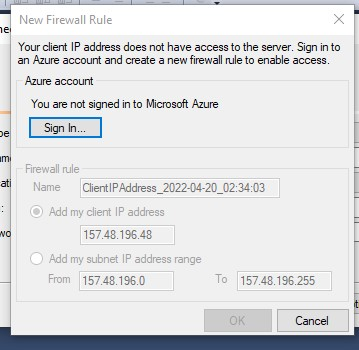 New Firewall Rule
Your client IP address does not have access to the server. Sign in to
an Azure account and create a new firewall rule to enable access.
Azure account
You are not signed in to Microsoft Azure
Sign In...
Firewall rule
Name ClientIPAddress_2022-04-20_02:34:03
Add my client IP address
157.48.196.48
Add my subnet IP address range
From 157.48.196.0 To 157.48.196.255
OK Cancel